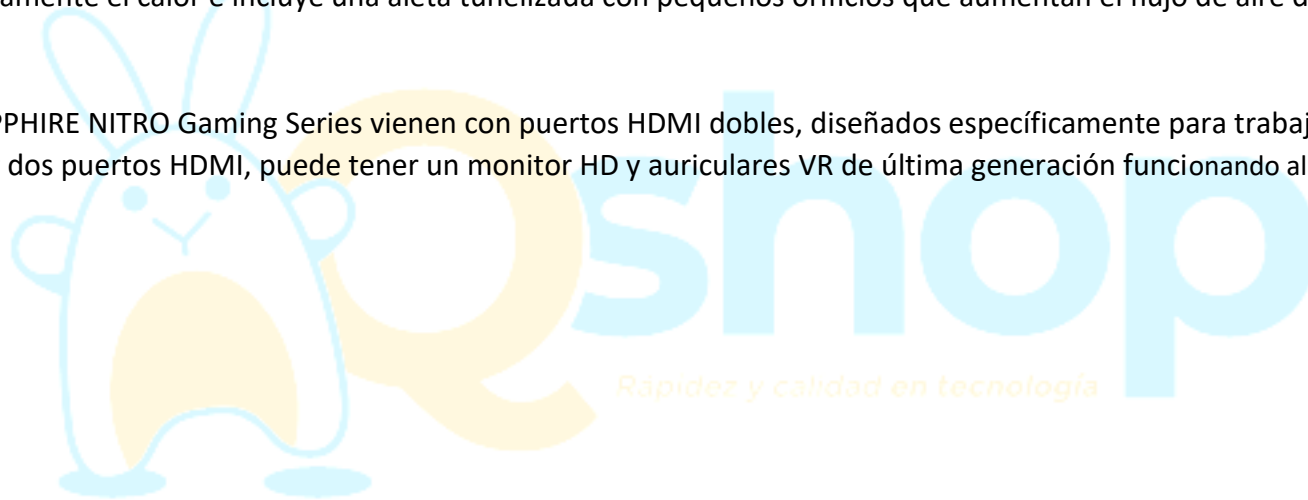 amente el calor e incluye una aleta tunelizada con pequeños orificios que aumentan el flujo de aire d
PPHIRE NITRO Gaming Series vienen con puertos HDMI dobles, diseñados específicamente para trabaj
dos puertos HDMI, puede tener un monitor HD y auriculares VR de última generación funcionando al
Qshop
Rapidez y calidad en tecnología